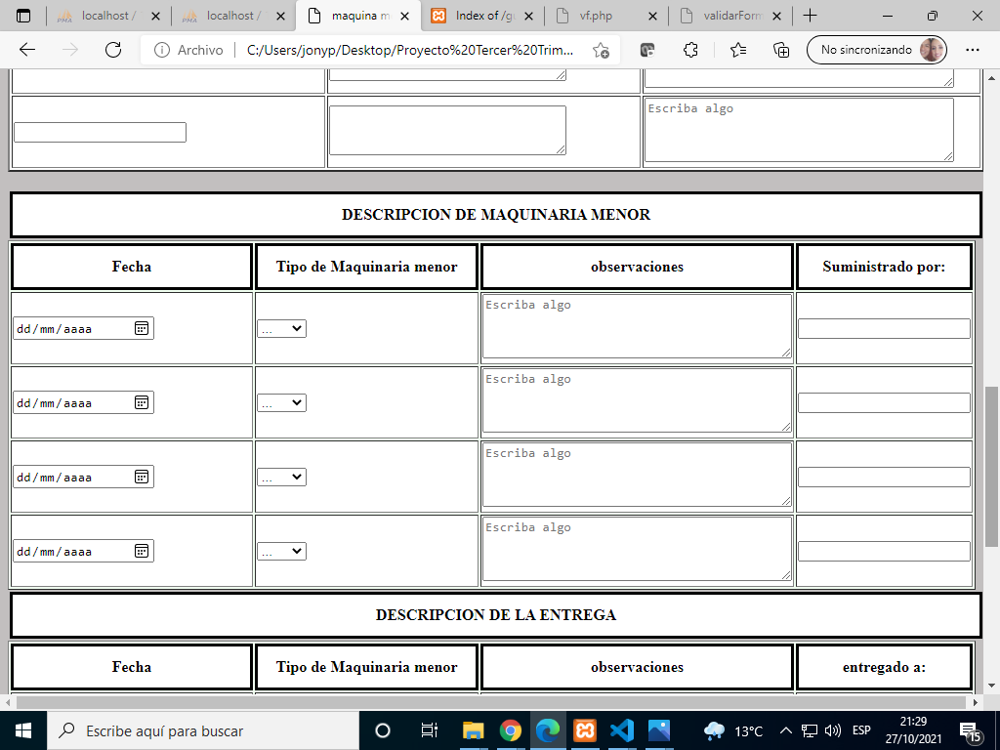 localhost /
localhost /
maquina m
Index of /g
vf.php
validarForm
Archivo
C:/Users/jonyp/Desktop/Proyecto%20Tercer%20Trim...
No sincronizando
Escriba algo
DESCRIPCION DE MAQUINARIA MENOR
Fecha Tipo de Maquinaria menor observaciones Suministrado por:
dd/mm/aaaa ... Escriba algo
dd/mm/aaaa ... Escriba algo
dd/mm/aaaa ... Escriba algo
dd/mm/aaaa ... Escriba algo
DESCRIPCION DE LA ENTREGA
Fecha Tipo de Maquinaria menor observaciones entregado a:
Escribe aquí para buscar
13°C
ESP
21:29
27/10/2021
15